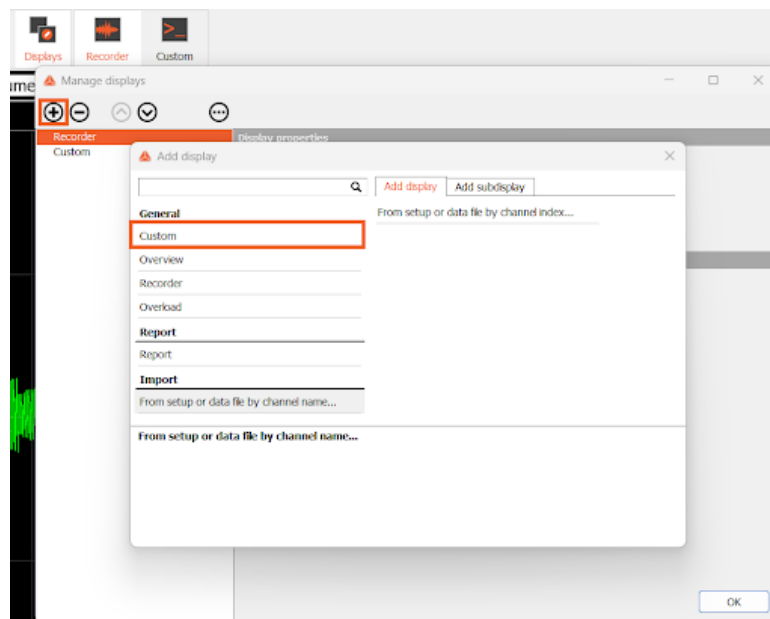 Displays
Recorder
Custom
Manage displays
Recorder
Display properties
Custom
Add display
Add display
Add subdisplay
General
From setup or data file by channel index...
Custom
Overview
Recorder
Overload
Report
Report
Import
From setup or data file by channel name...
From setup or data file by channel name...
OK